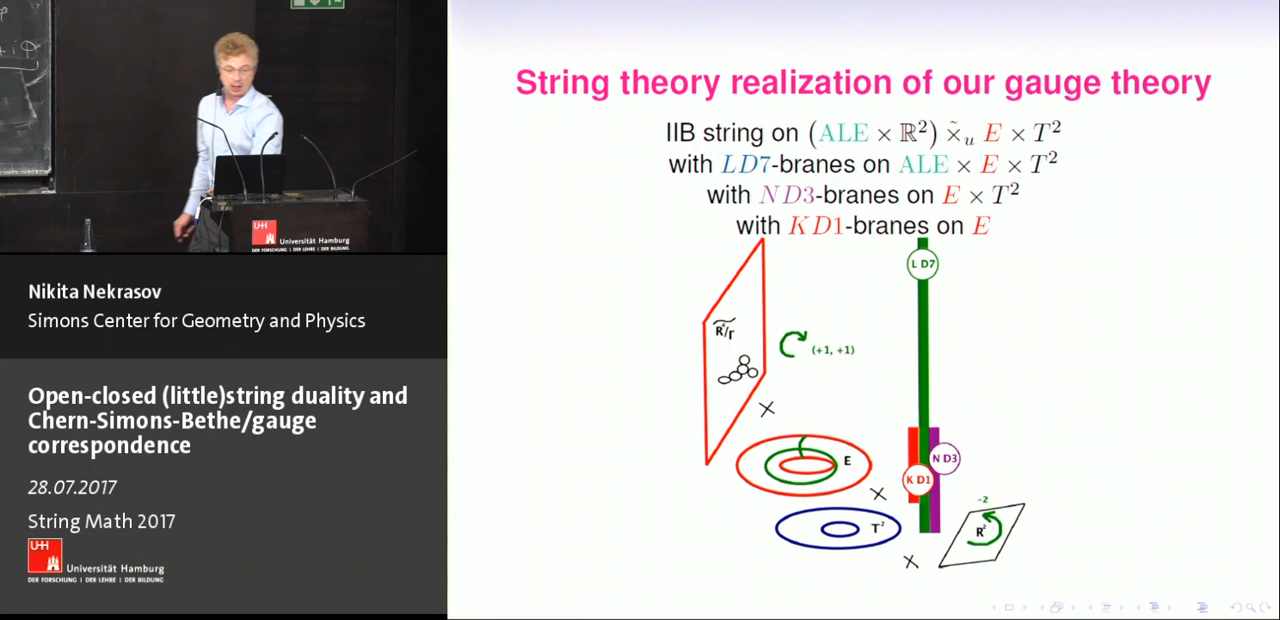 String theory realization of our gauge theory
IIB string on (ALE × ℝ²) ×̃ᵤ E × T²
with LD7-branes on ALE × E × T²
with ND3-branes on E × T²
with KD1-branes on E
L D7
R⁴/Γ
(+1, +1)
×
E
N D3
K D1
×
-2
T²
R²
×
UH
Universität Hamburg
DER FORSCHUNG | DER LEHRE | DER BILDUNG
Nikita Nekrasov
Simons Center for Geometry and Physics
Open-closed (little)string duality and
Chern-Simons-Bethe/gauge
correspondence
28.07.2017
String Math 2017
UH
Universität Hamburg
DER FORSCHUNG | DER LEHRE | DER BILDUNG